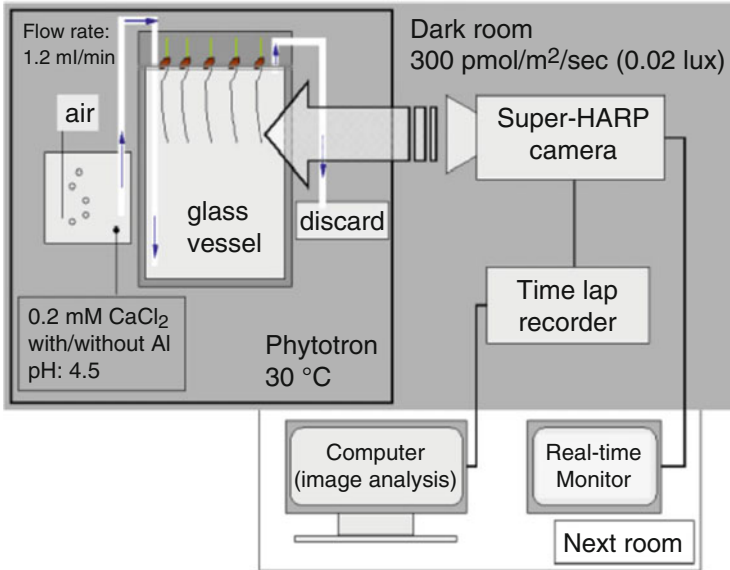 Flow rate:
1.2 ml/min
air
glass
vessel
discard
0.2 mM CaCl₂
with/without Al
pH: 4.5
Phytotron
30 °C
Dark room
300 pmol/m²/sec (0.02 lux)
Super-HARP
camera
Time lap
recorder
Computer
(image analysis)
Real-time
Monitor
Next room